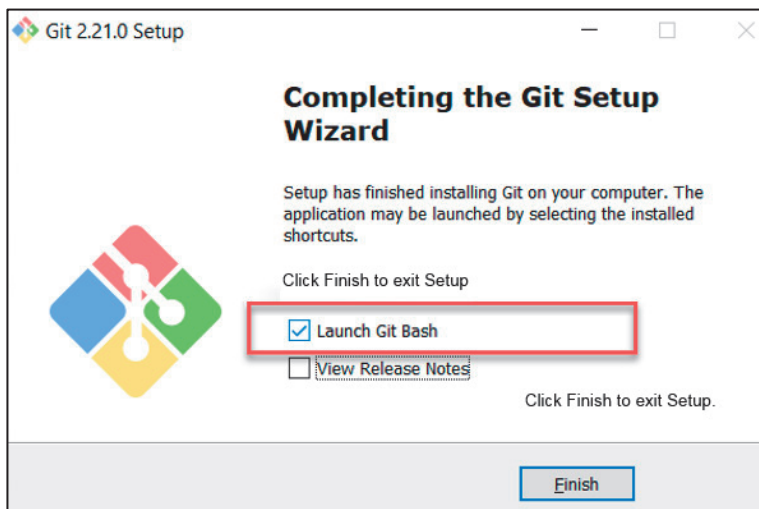 Git 2.21.0 Setup
Completing the Git Setup
Wizard
Setup has finished installing Git on your computer. The
application may be launched by selecting the installed
shortcuts.
Click Finish to exit Setup
Launch Git Bash
View Release Notes
Click Finish to exit Setup.
Finish